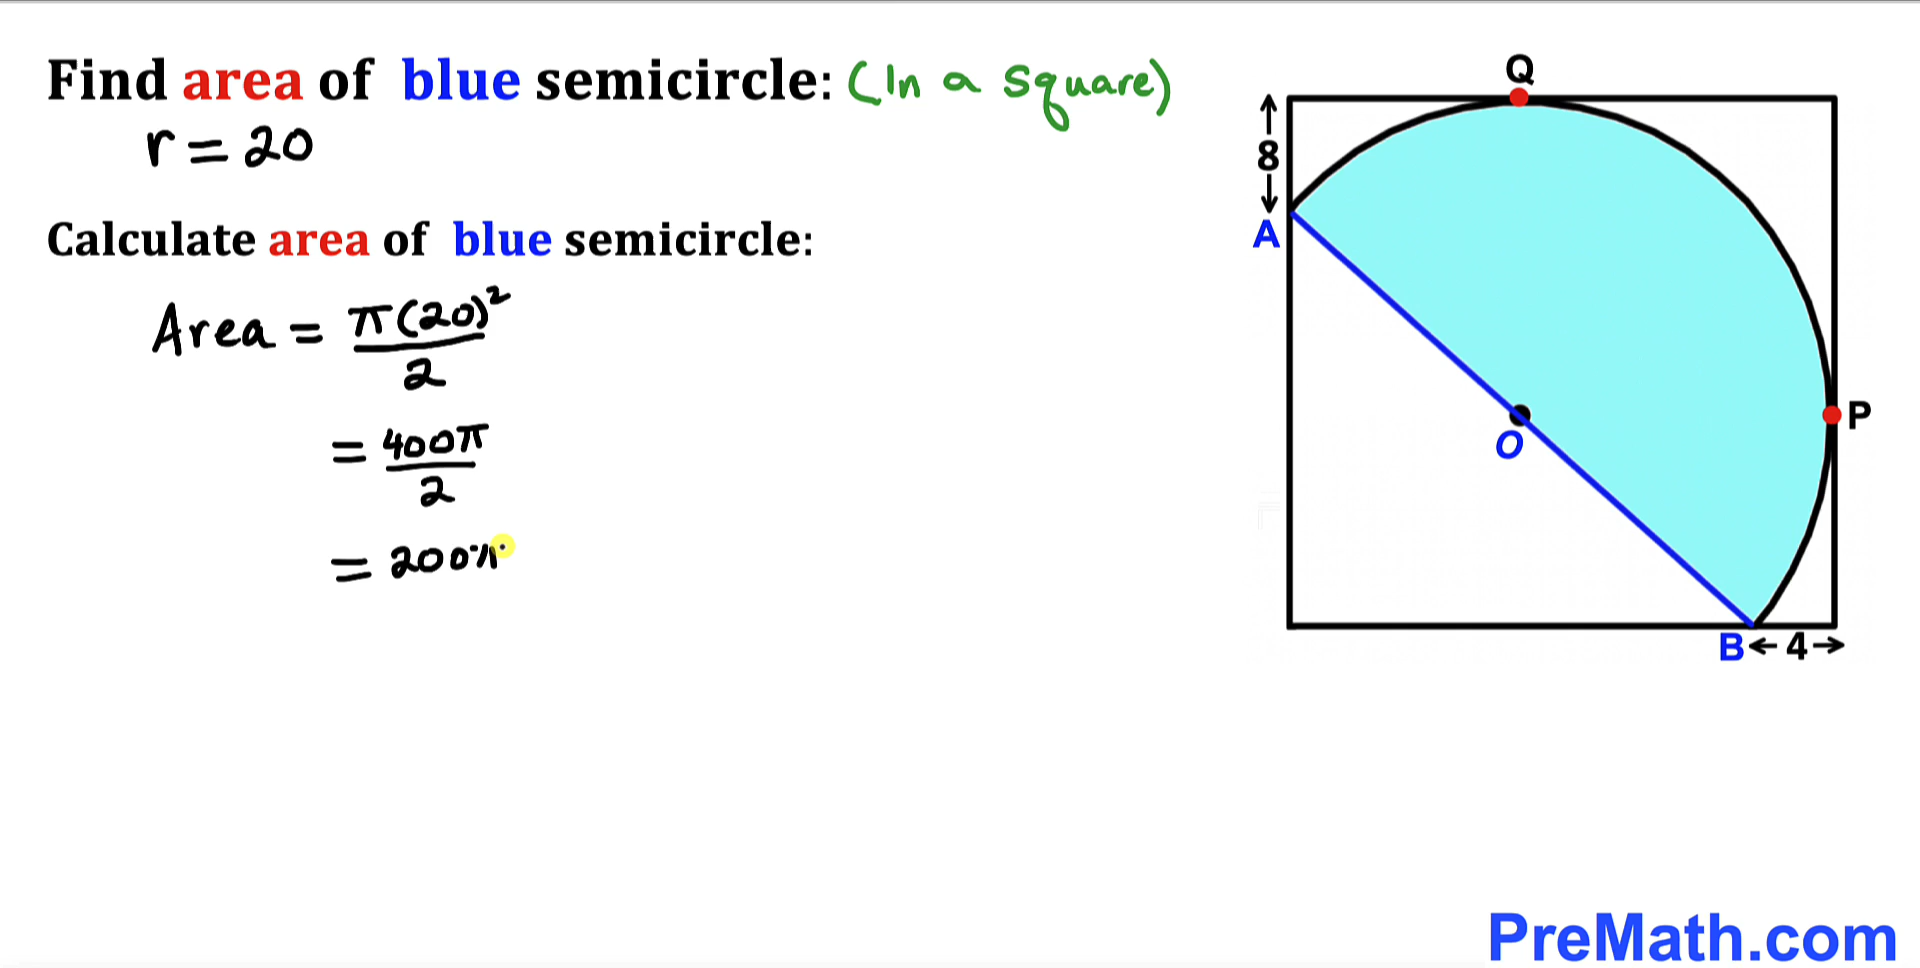 Find area of blue semicircle: (In a square)
r = 20
Calculate area of blue semicircle:
Area = π(20)²
2
= 400π
2
= 200π
Q
↑
8
↓
A
O
P
B ← 4 →
PreMath.com